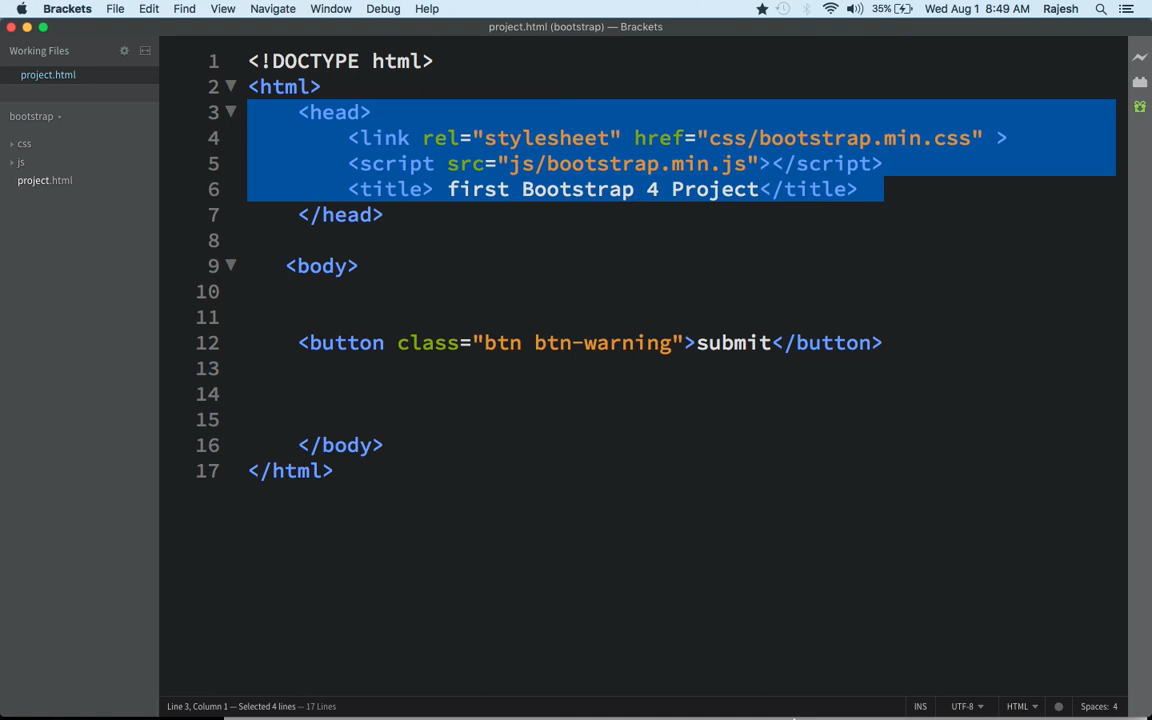 Brackets File Edit Find View Navigate Window Debug Help 35% Wed Aug 1 8:49 AM Rajesh
project.html (bootstrap) — Brackets
Working Files
project.html
bootstrap
css
js
project.html
1 <!DOCTYPE html>
2 <html>
3 <head>
4 <link rel="stylesheet" href="css/bootstrap.min.css" >
5 <script src="js/bootstrap.min.js"></script>
6 <title> first Bootstrap 4 Project</title>
7 </head>
8
9 <body>
10
11
12 <button class="btn btn-warning">submit</button>
13
14
15
16 </body>
17 </html>
Line 3, Column 1 — Selected 4 lines — 17 Lines INS UTF-8 HTML Spaces: 4